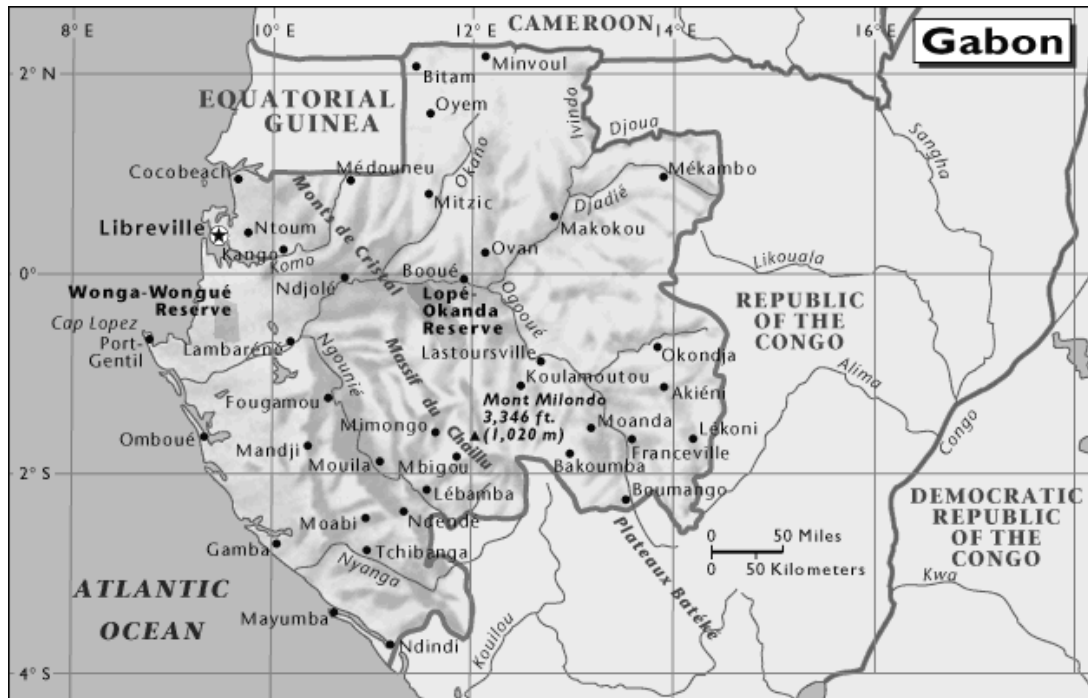 8° E
10° E
12° E
14° E
16° E
CAMEROON
Gabon
2° N
Bitam
Minvoul
EQUATORIAL
GUINEA
Oyem
Ivindo
Djoua
Sangha
Cocobeach
Médouneu
Okano
Mékambo
Monts de Cristal
Mitzic
Djadié
Makokou
Libreville
Ntoum
Kango
Komo
Ovan
0°
Ndjolé
Booué
Likouala
Wonga-Wongué
Reserve
Lopé-
Okanda
Reserve
Ogooué
REPUBLIC
OF THE
CONGO
Cap Lopez
Port-
Gentil
Lambaréné
Ngounié
Lastoursville
Okondja
Massif du Chaillu
Koulamoutou
Akiéni
Alima
Fougamou
Mont Milondo
3,346 ft.
(1,020 m)
Mimongo
Moanda
Lékoni
Congo
Omboué
Mandji
Mouila
Mbigou
Franceville
Bakoumba
2° S
Lébamba
Boumango
DEMOCRATIC
REPUBLIC
OF THE
CONGO
Moabi
Ndendé
Plateaux Batéké
0 50 Miles
0 50 Kilometers
Gamba
Tchibanga
Nyanga
Kwa
ATLANTIC
OCEAN
Mayumba
Ndindi
Kouilou
4° S